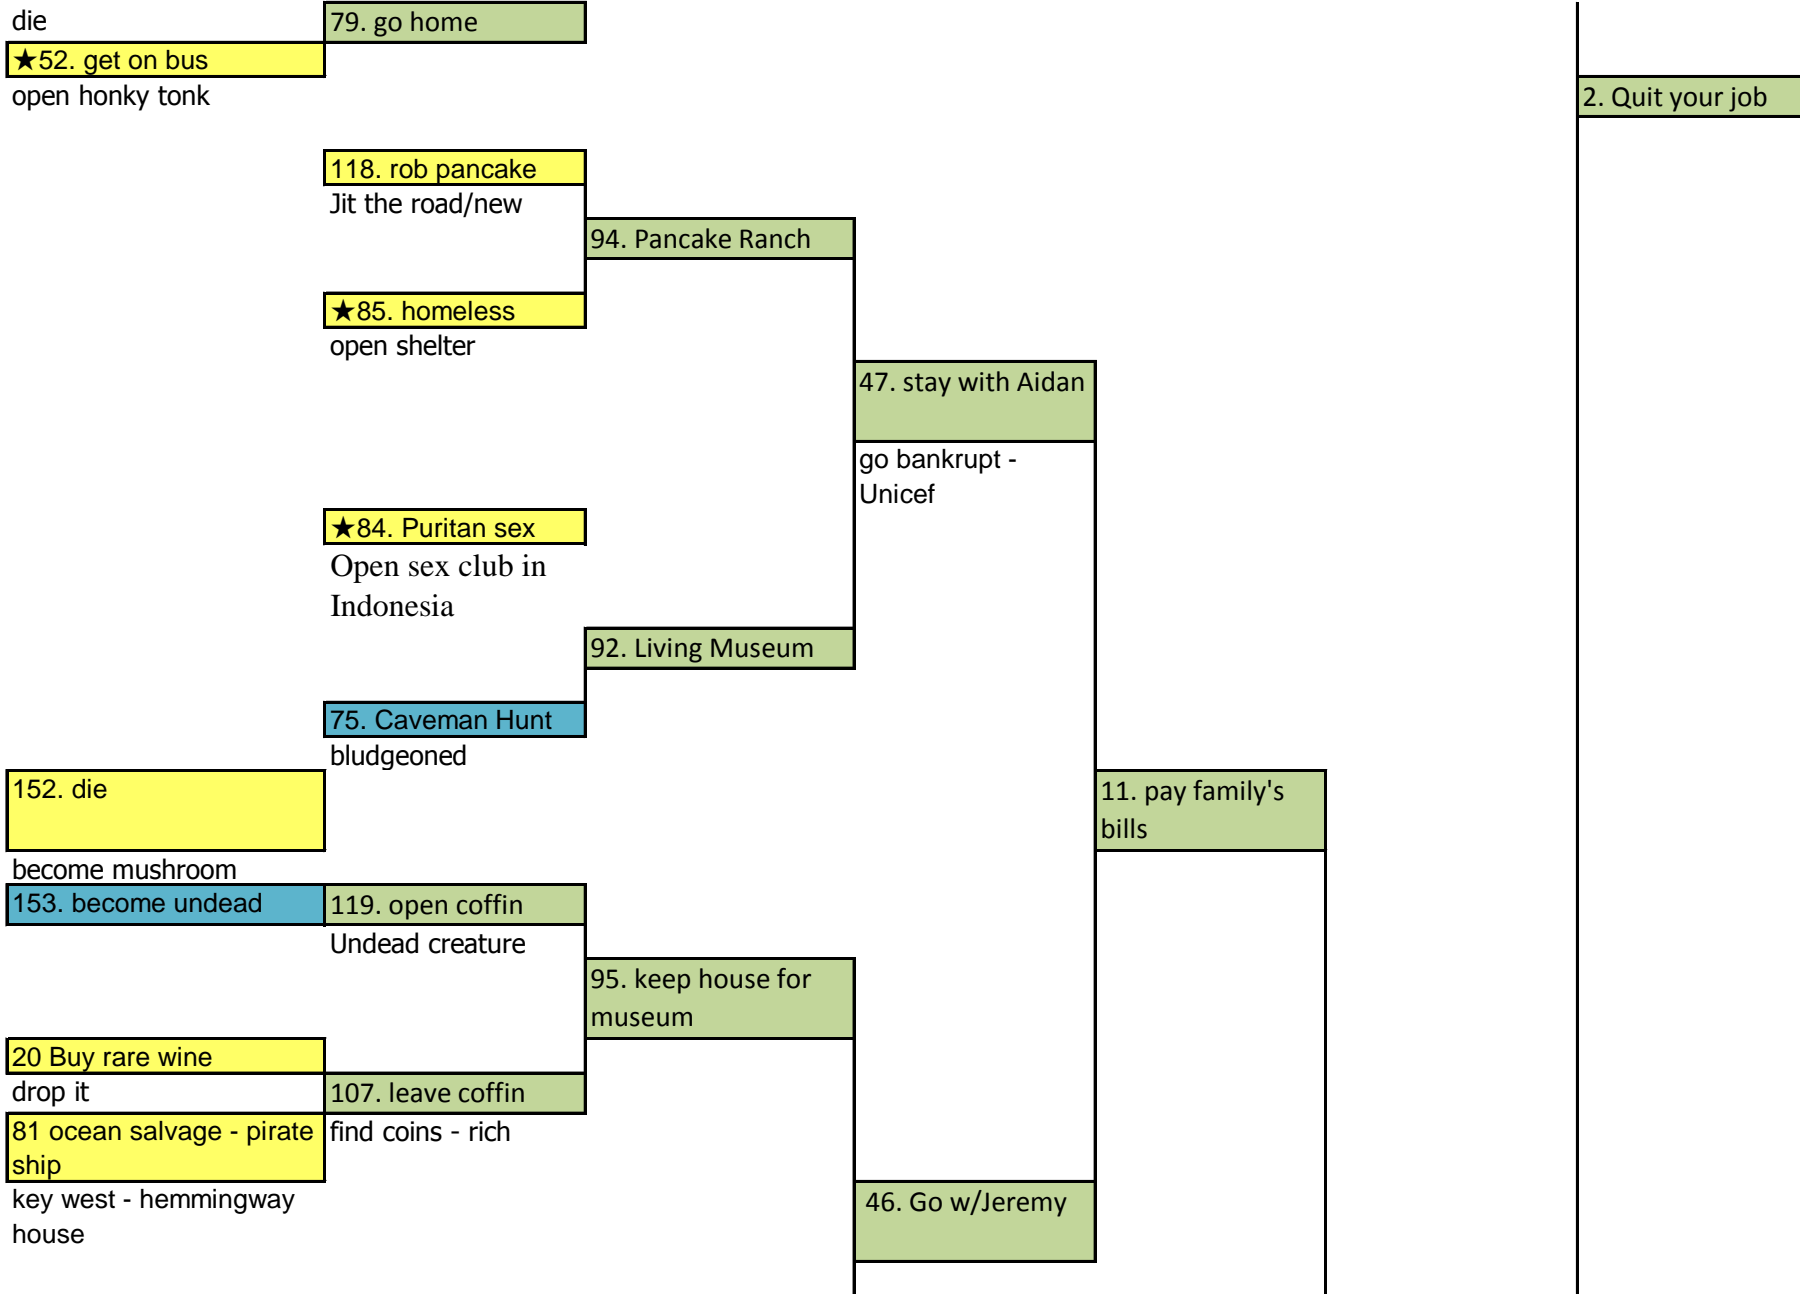 die
79. go home
★52. get on bus
open honky tonk
2. Quit your job
118. rob pancake
Jit the road/new
94. Pancake Ranch
★85. homeless
open shelter
47. stay with Aidan
go bankrupt -
Unicef
★84. Puritan sex
Open sex club in
Indonesia
92. Living Museum
75. Caveman Hunt
bludgeoned
152. die
11. pay family's
bills
become mushroom
153. become undead
119. open coffin
Undead creature
95. keep house for
museum
20 Buy rare wine
drop it
107. leave coffin
81 ocean salvage - pirate
ship
find coins - rich
key west - hemmingway
house
46. Go w/Jeremy